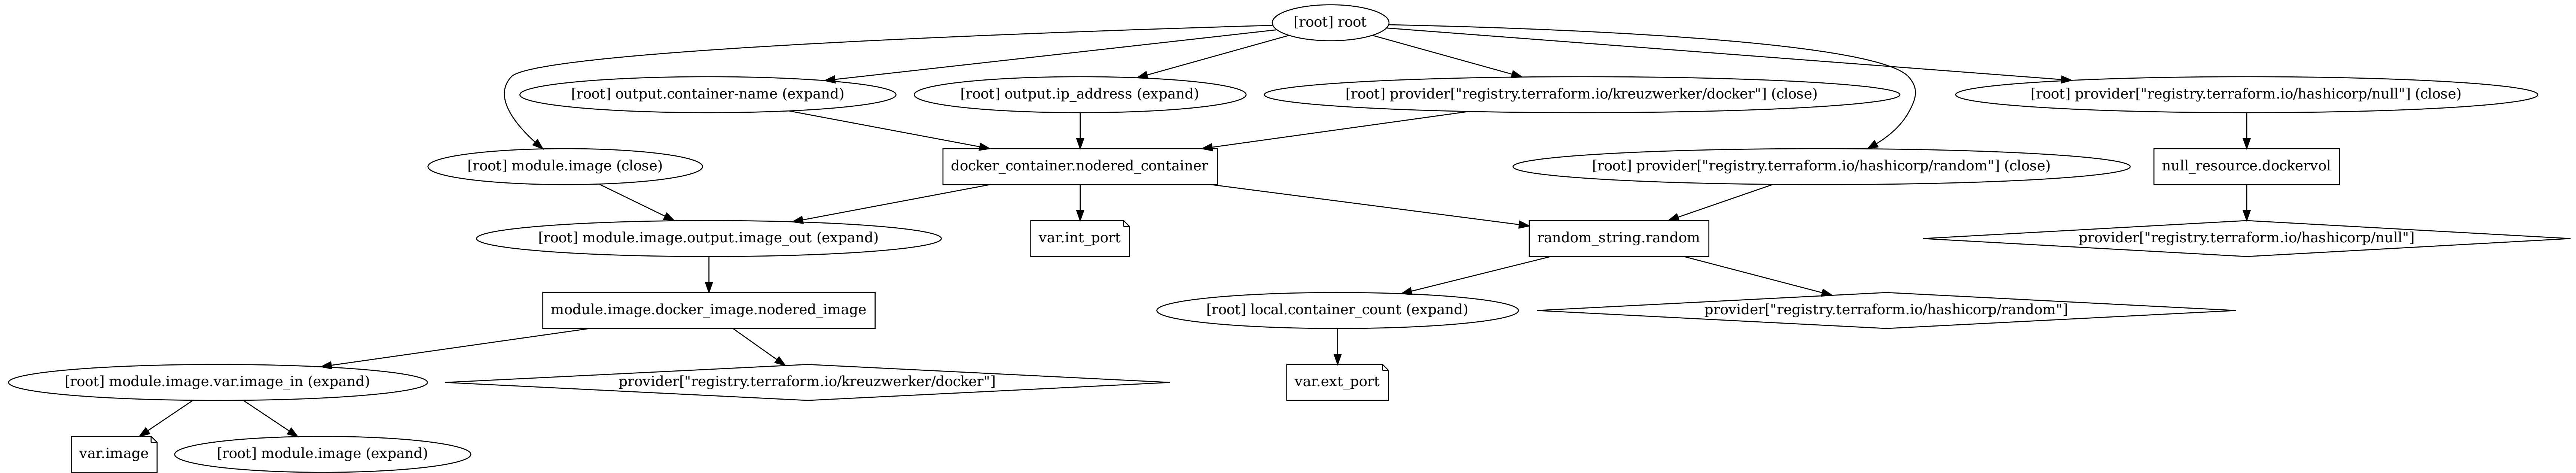 [root] root
[root] output.container-name (expand)
[root] output.ip_address (expand)
[root] provider["registry.terraform.io/kreuzwerker/docker"] (close)
[root] provider["registry.terraform.io/hashicorp/null"] (close)
[root] module.image (close)
docker_container.nodered_container
[root] provider["registry.terraform.io/hashicorp/random"] (close)
null_resource.dockervol
[root] module.image.output.image_out (expand)
var.int_port
random_string.random
provider["registry.terraform.io/hashicorp/null"]
module.image.docker_image.nodered_image
[root] local.container_count (expand)
provider["registry.terraform.io/hashicorp/random"]
[root] module.image.var.image_in (expand)
provider["registry.terraform.io/kreuzwerker/docker"]
var.ext_port
var.image
[root] module.image (expand)